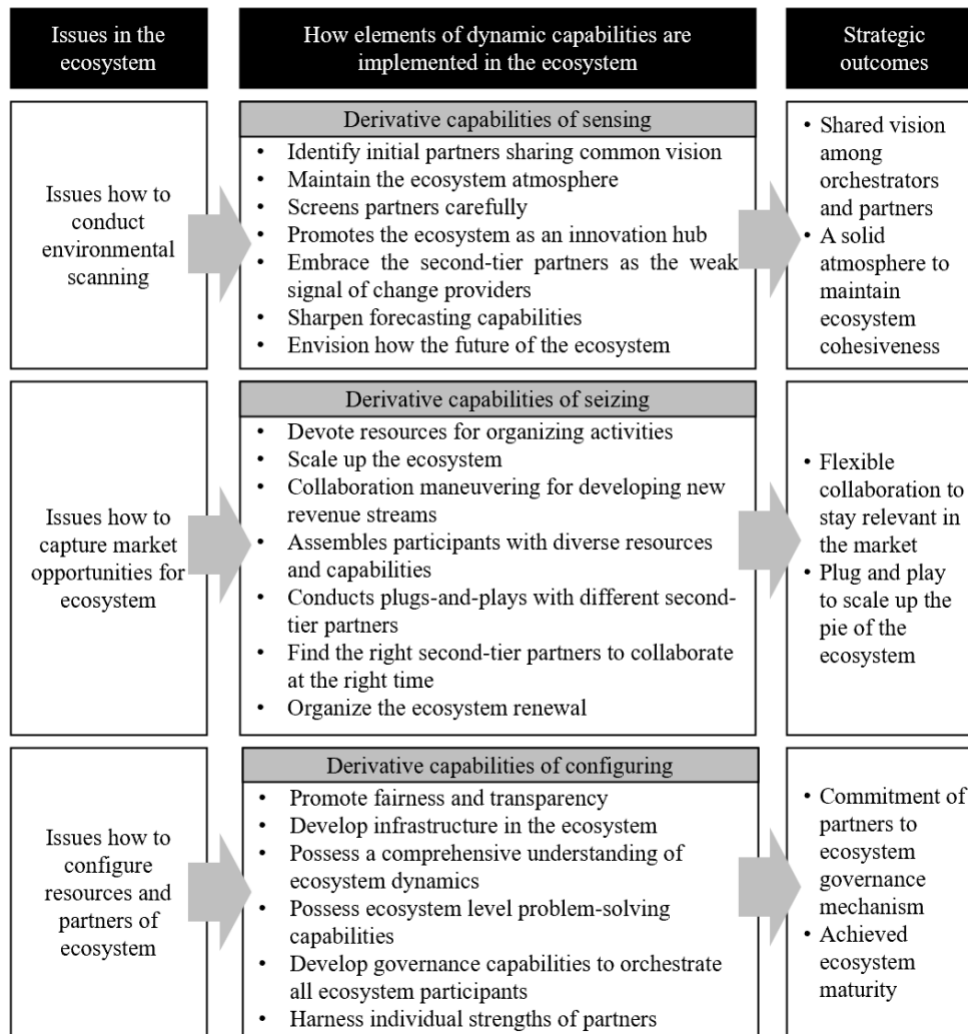 Issues in the
ecosystem
How elements of dynamic capabilities are
implemented in the ecosystem
Strategic
outcomes
Issues how to
conduct
environmental
scanning
Derivative capabilities of sensing
• Identify initial partners sharing common vision
• Maintain the ecosystem atmosphere
• Screens partners carefully
• Promotes the ecosystem as an innovation hub
• Embrace the second-tier partners as the weak
signal of change providers
• Sharpen forecasting capabilities
• Envision how the future of the ecosystem
• Shared vision
among
orchestrators
and partners
• A solid
atmosphere to
maintain
ecosystem
cohesiveness
Issues how to
capture market
opportunities for
ecosystem
Derivative capabilities of seizing
• Devote resources for organizing activities
• Scale up the ecosystem
• Collaboration maneuvering for developing new
revenue streams
• Assembles participants with diverse resources
and capabilities
• Conducts plugs-and-plays with different second-
tier partners
• Find the right second-tier partners to collaborate
at the right time
• Organize the ecosystem renewal
• Flexible
collaboration to
stay relevant in
the market
• Plug and play
to scale up the
pie of the
ecosystem
Issues how to
configure
resources and
partners of
ecosystem
Derivative capabilities of configuring
• Promote fairness and transparency
• Develop infrastructure in the ecosystem
• Possess a comprehensive understanding of
ecosystem dynamics
• Possess ecosystem level problem-solving
capabilities
• Develop governance capabilities to orchestrate
all ecosystem participants
• Harness individual strengths of partners
• Commitment of
partners to
ecosystem
governance
mechanism
• Achieved
ecosystem
maturity